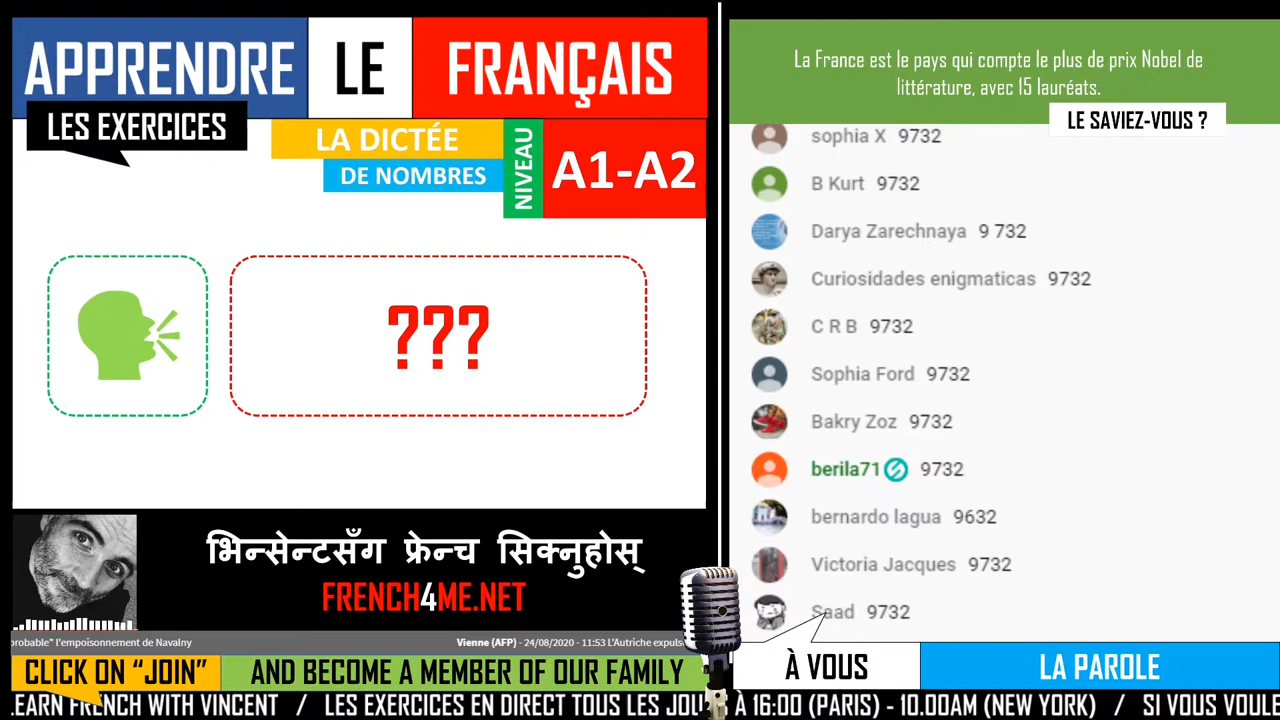 APPRENDRE LE FRANÇAIS
LES EXERCICES
LA DICTÉE
DE NOMBRES
NIVEAU
A1-A2
???
भिन्सेन्टसँग फ्रेन्च सिक्नुहोस्
FRENCH4ME.NET
probable" l'empoisonnement de Navalny
Vienne (AFP) - 24/08/2020 - 11:53 L'Autriche expuls
CLICK ON "JOIN" AND BECOME A MEMBER OF OUR FAMILY
La France est le pays qui compte le plus de prix Nobel de
littérature, avec 15 lauréats.
LE SAVIEZ-VOUS ?
sophia X 9732
B Kurt 9732
Darya Zarechnaya 9 732
Curiosidades enigmaticas 9732
C R B 9732
Sophia Ford 9732
Bakry Zoz 9732
berila71 9732
bernardo lagua 9632
Victoria Jacques 9732
Saad 9732
À VOUS LA PAROLE
EARN FRENCH WITH VINCENT / LES EXERCICES EN DIRECT TOUS LES JOU À 16:00 (PARIS) - 10.00AM (NEW YORK) / SI VOUS VOULE